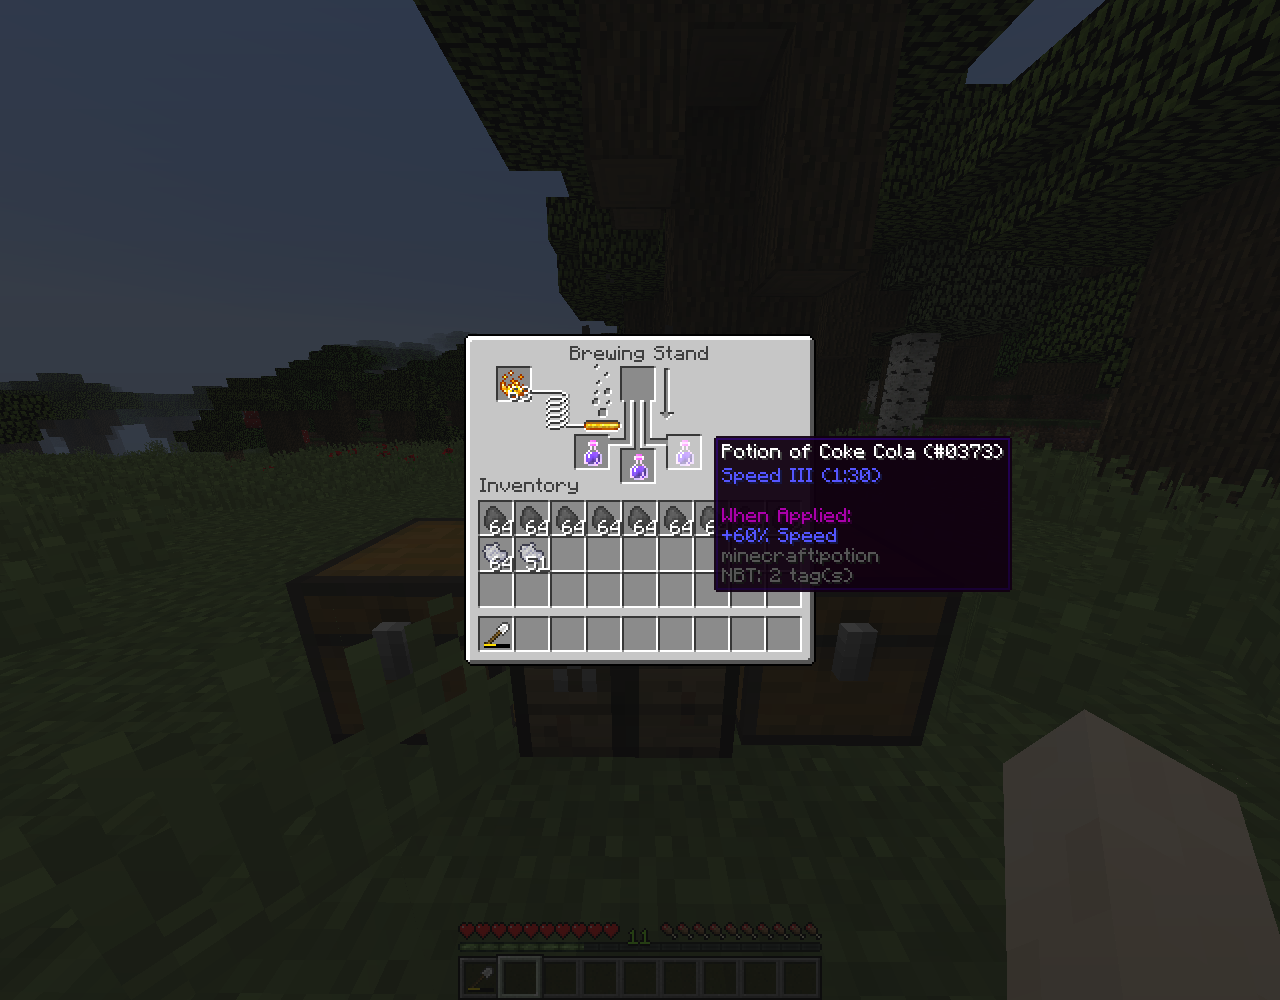 Brewing Stand
Potion of Coke Cola (#0373)
Speed III (1:30)
When Applied:
+60% Speed
minecraft:potion
NBT: 2 tag(s)
Inventory
64 64 64 64 64 64 6
64 51
11